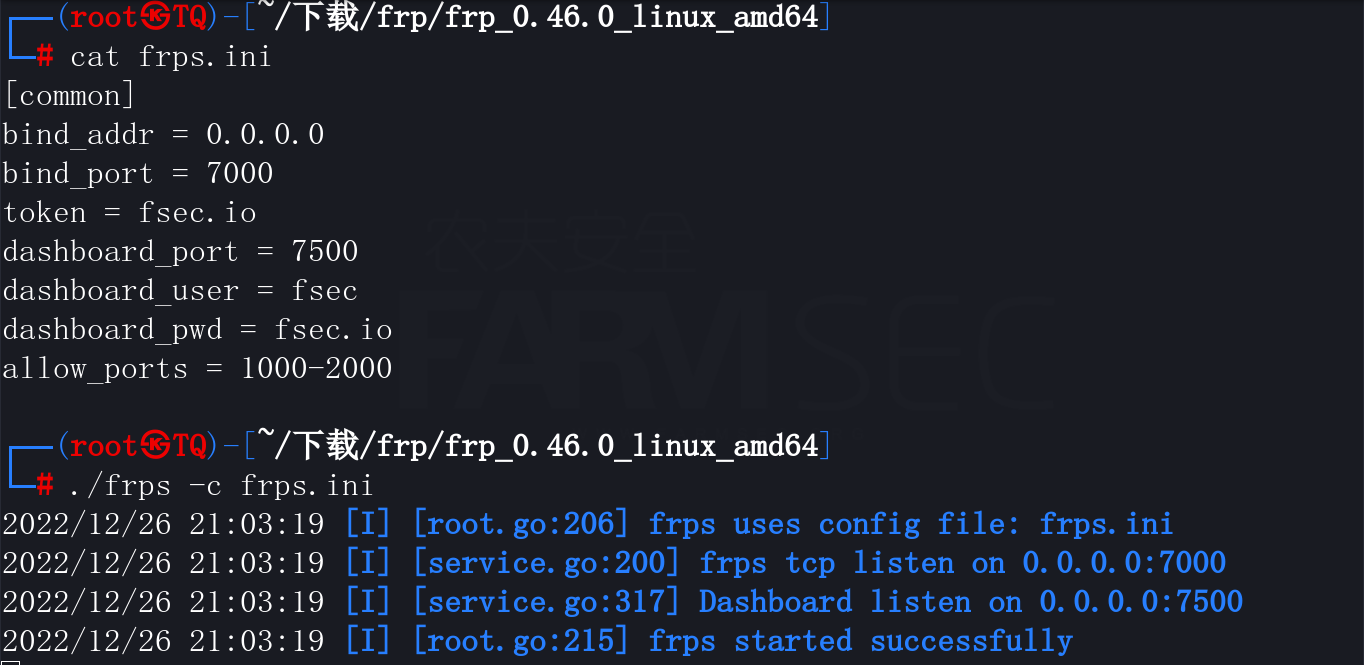 (root㉿TQ)-[~/下载/frp/frp_0.46.0_linux_amd64]
# cat frps.ini
[common]
bind_addr = 0.0.0.0
bind_port = 7000
token = fsec.io
dashboard_port = 7500
dashboard_user = fsec
dashboard_pwd = fsec.io
allow_ports = 1000-2000
农夫安全
FARMSEC
(root㉿TQ)-[~/下载/frp/frp_0.46.0_linux_amd64]
# ./frps -c frps.ini
2022/12/26 21:03:19 [I] [root.go:206] frps uses config file: frps.ini
2022/12/26 21:03:19 [I] [service.go:200] frps tcp listen on 0.0.0.0:7000
2022/12/26 21:03:19 [I] [service.go:317] Dashboard listen on 0.0.0.0:7500
2022/12/26 21:03:19 [I] [root.go:215] frps started successfully